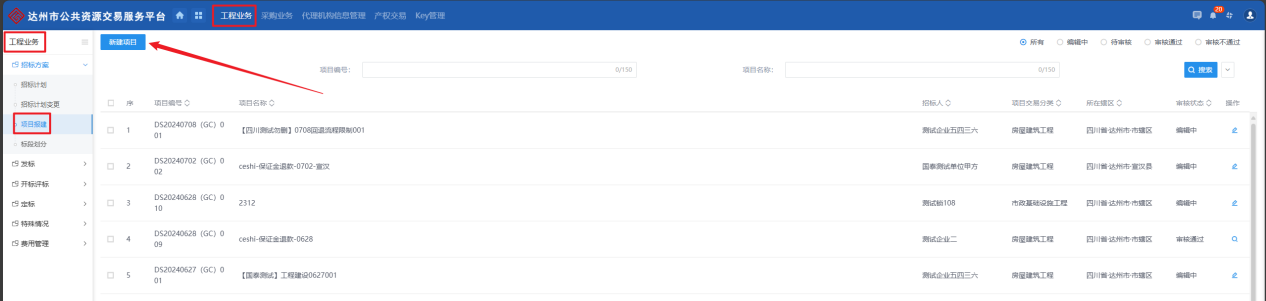 达州市公共资源交易服务平台 工程业务 采购业务 代理机构信息管理 产权交易 Key管理 20
工程业务 新建项目 所有 编辑中 待审核 审核通过 审核不通过
招标方案
项目编号: 0/150 项目名称: 0/150 搜索
招标计划
招标计划变更 序 项目编号 项目名称 招标人 项目交易分类 所在辖区 审核状态 操作
项目报建 1 DS20240708 (GC) 001 【四川测试勿删】0708回退流程限制001 测试企业五四三六 房屋建筑工程 四川省·达州市·市辖区 编辑中
标段划分
发标 2 DS20240702 (GC) 002 ceshi-保证金退款-0702-宣汉 国泰测试单位甲方 房屋建筑工程 四川省·达州市·宣汉县 编辑中
开标评标
定标 3 DS20240628 (GC) 010 2312 测试错108 市政基础设施工程 四川省·达州市·市辖区 编辑中
特殊情况
费用管理 4 DS20240628 (GC) 009 ceshi-保证金退款-0628 测试企业二 房屋建筑工程 四川省·达州市·市辖区 审核通过
5 DS20240627 (GC) 001 【国泰测试】工程建设0627001 测试企业五四三六 房屋建筑工程 四川省·达州市·市辖区 编辑中